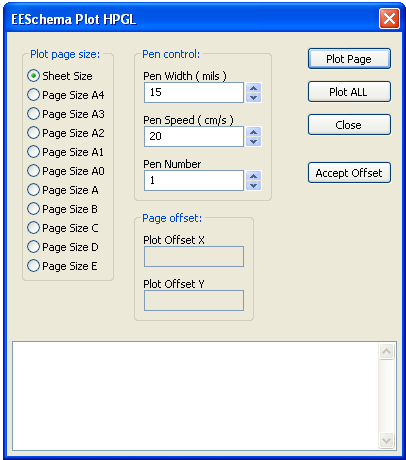 EESchema Plot HPGL
Plot page size:
Sheet Size
Page Size A4
Page Size A3
Page Size A2
Page Size A1
Page Size A0
Page Size A
Page Size B
Page Size C
Page Size D
Page Size E
Pen control:
Pen Width ( mils )
15
Pen Speed ( cm/s )
20
Pen Number
1
Page offset:
Plot Offset X
Plot Offset Y
Plot Page
Plot ALL
Close
Accept Offset